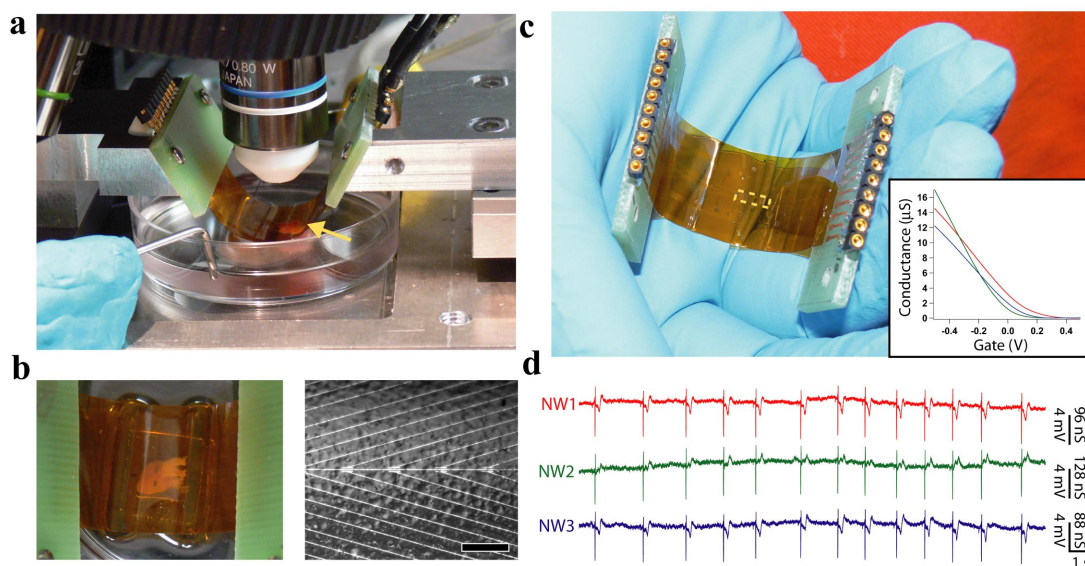 a
/0.80 W
JAPAN
b
c
Conductance (µS)
16
14
12
10
8
6
4
2
0
-0.4 -0.2 0.0 0.2 0.4
Gate (V)
d
NW1
4 mV
96 nS
NW2
4 mV
128 nS
NW3
4 mV
88 nS